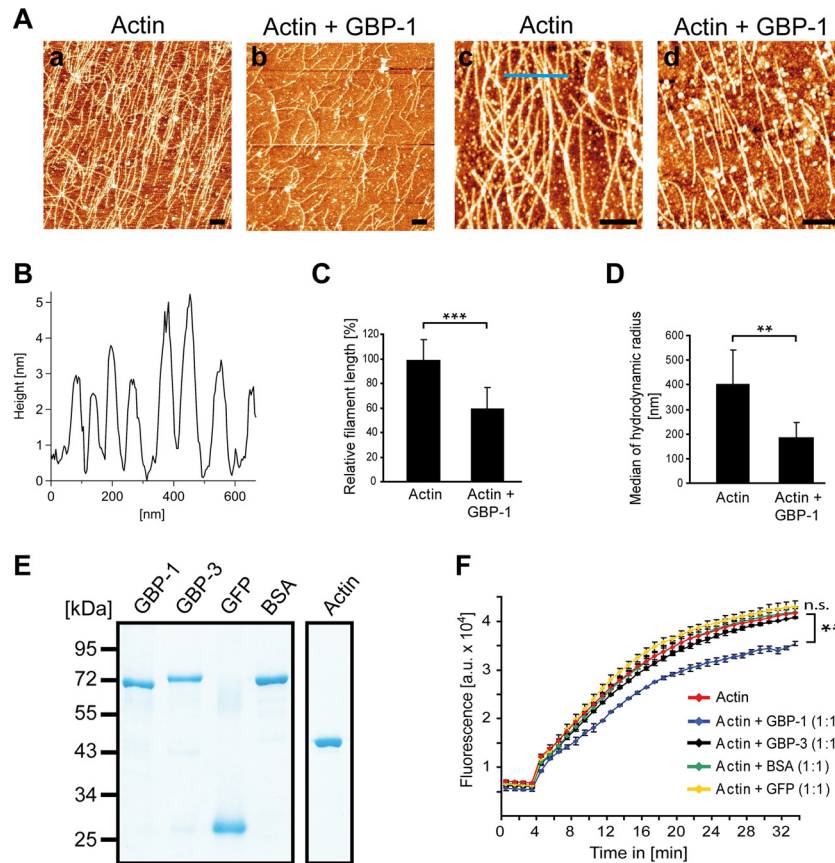 A
Actin
Actin + GBP-1
Actin
Actin + GBP-1
a
b
c
d
B
Height [nm]
5
4
3
2
1
0
0
200
400
600
[nm]
C
Relative filament length [%]
120
100
80
60
40
20
0
***
Actin
Actin +
GBP-1
D
Median of hydrodynamic radius
[nm]
600
500
400
300
200
100
0
**
Actin
Actin +
GBP-1
E
[kDa]
GBP-1
GBP-3
GFP
BSA
Actin
95
72
55
43
34
25
F
Fluorescence [a.u. x 10⁴]
4
3
2
1
n.s.
**
Actin
Actin + GBP-1 (1:1
Actin + GBP-3 (1:1
Actin + BSA (1:1)
Actin + GFP (1:1)
0 4 8 12 16 20 24 28 32
Time in [min]